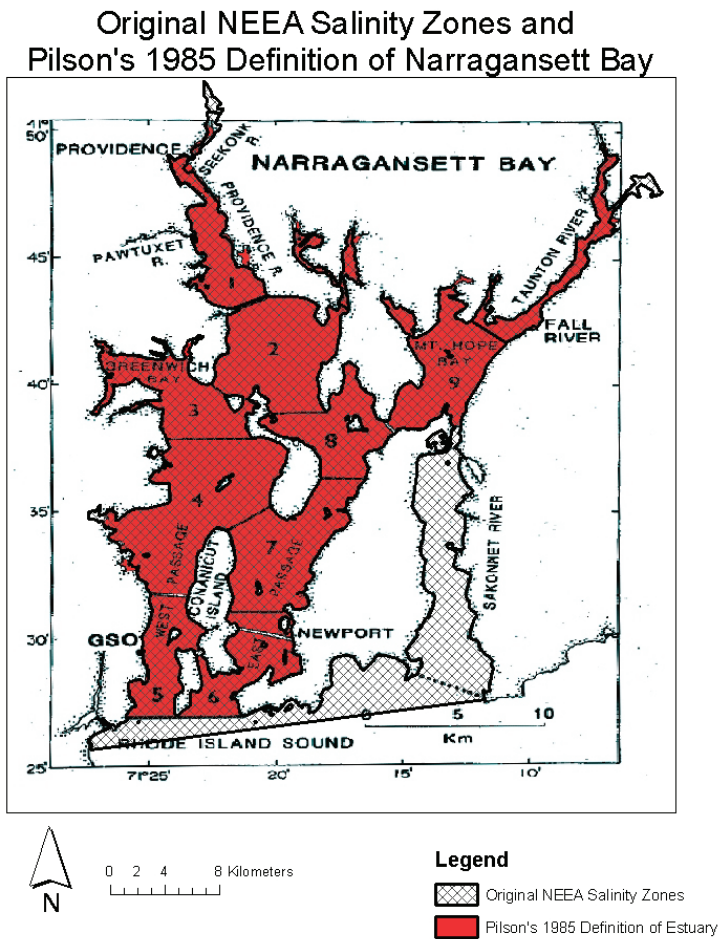 Original NEEA Salinity Zones and
Pilson's 1985 Definition of Narragansett Bay
41°
50'
PROVIDENCE
SEEKONK R.
NARRAGANSETT BAY
PROVIDENCE R.
PAWTUXET
R.
45'
TAUNTON RIVER
1
FALL
RIVER
2
MT. HOPE
BAY
GREENWICH
BAY
40'
9
3
8
4
35'
7
WEST PASSAGE
CONANICUT
ISLAND
EAST PASSAGE
SAKONNET RIVER
30'
GSO
NEWPORT
5
6
0 5 10
Km
RHODE ISLAND SOUND
25'
71°25' 20' 15' 10'
N
0 2 4 8 Kilometers
Legend
Original NEEA Salinity Zones
Pilson's 1985 Definition of Estuary